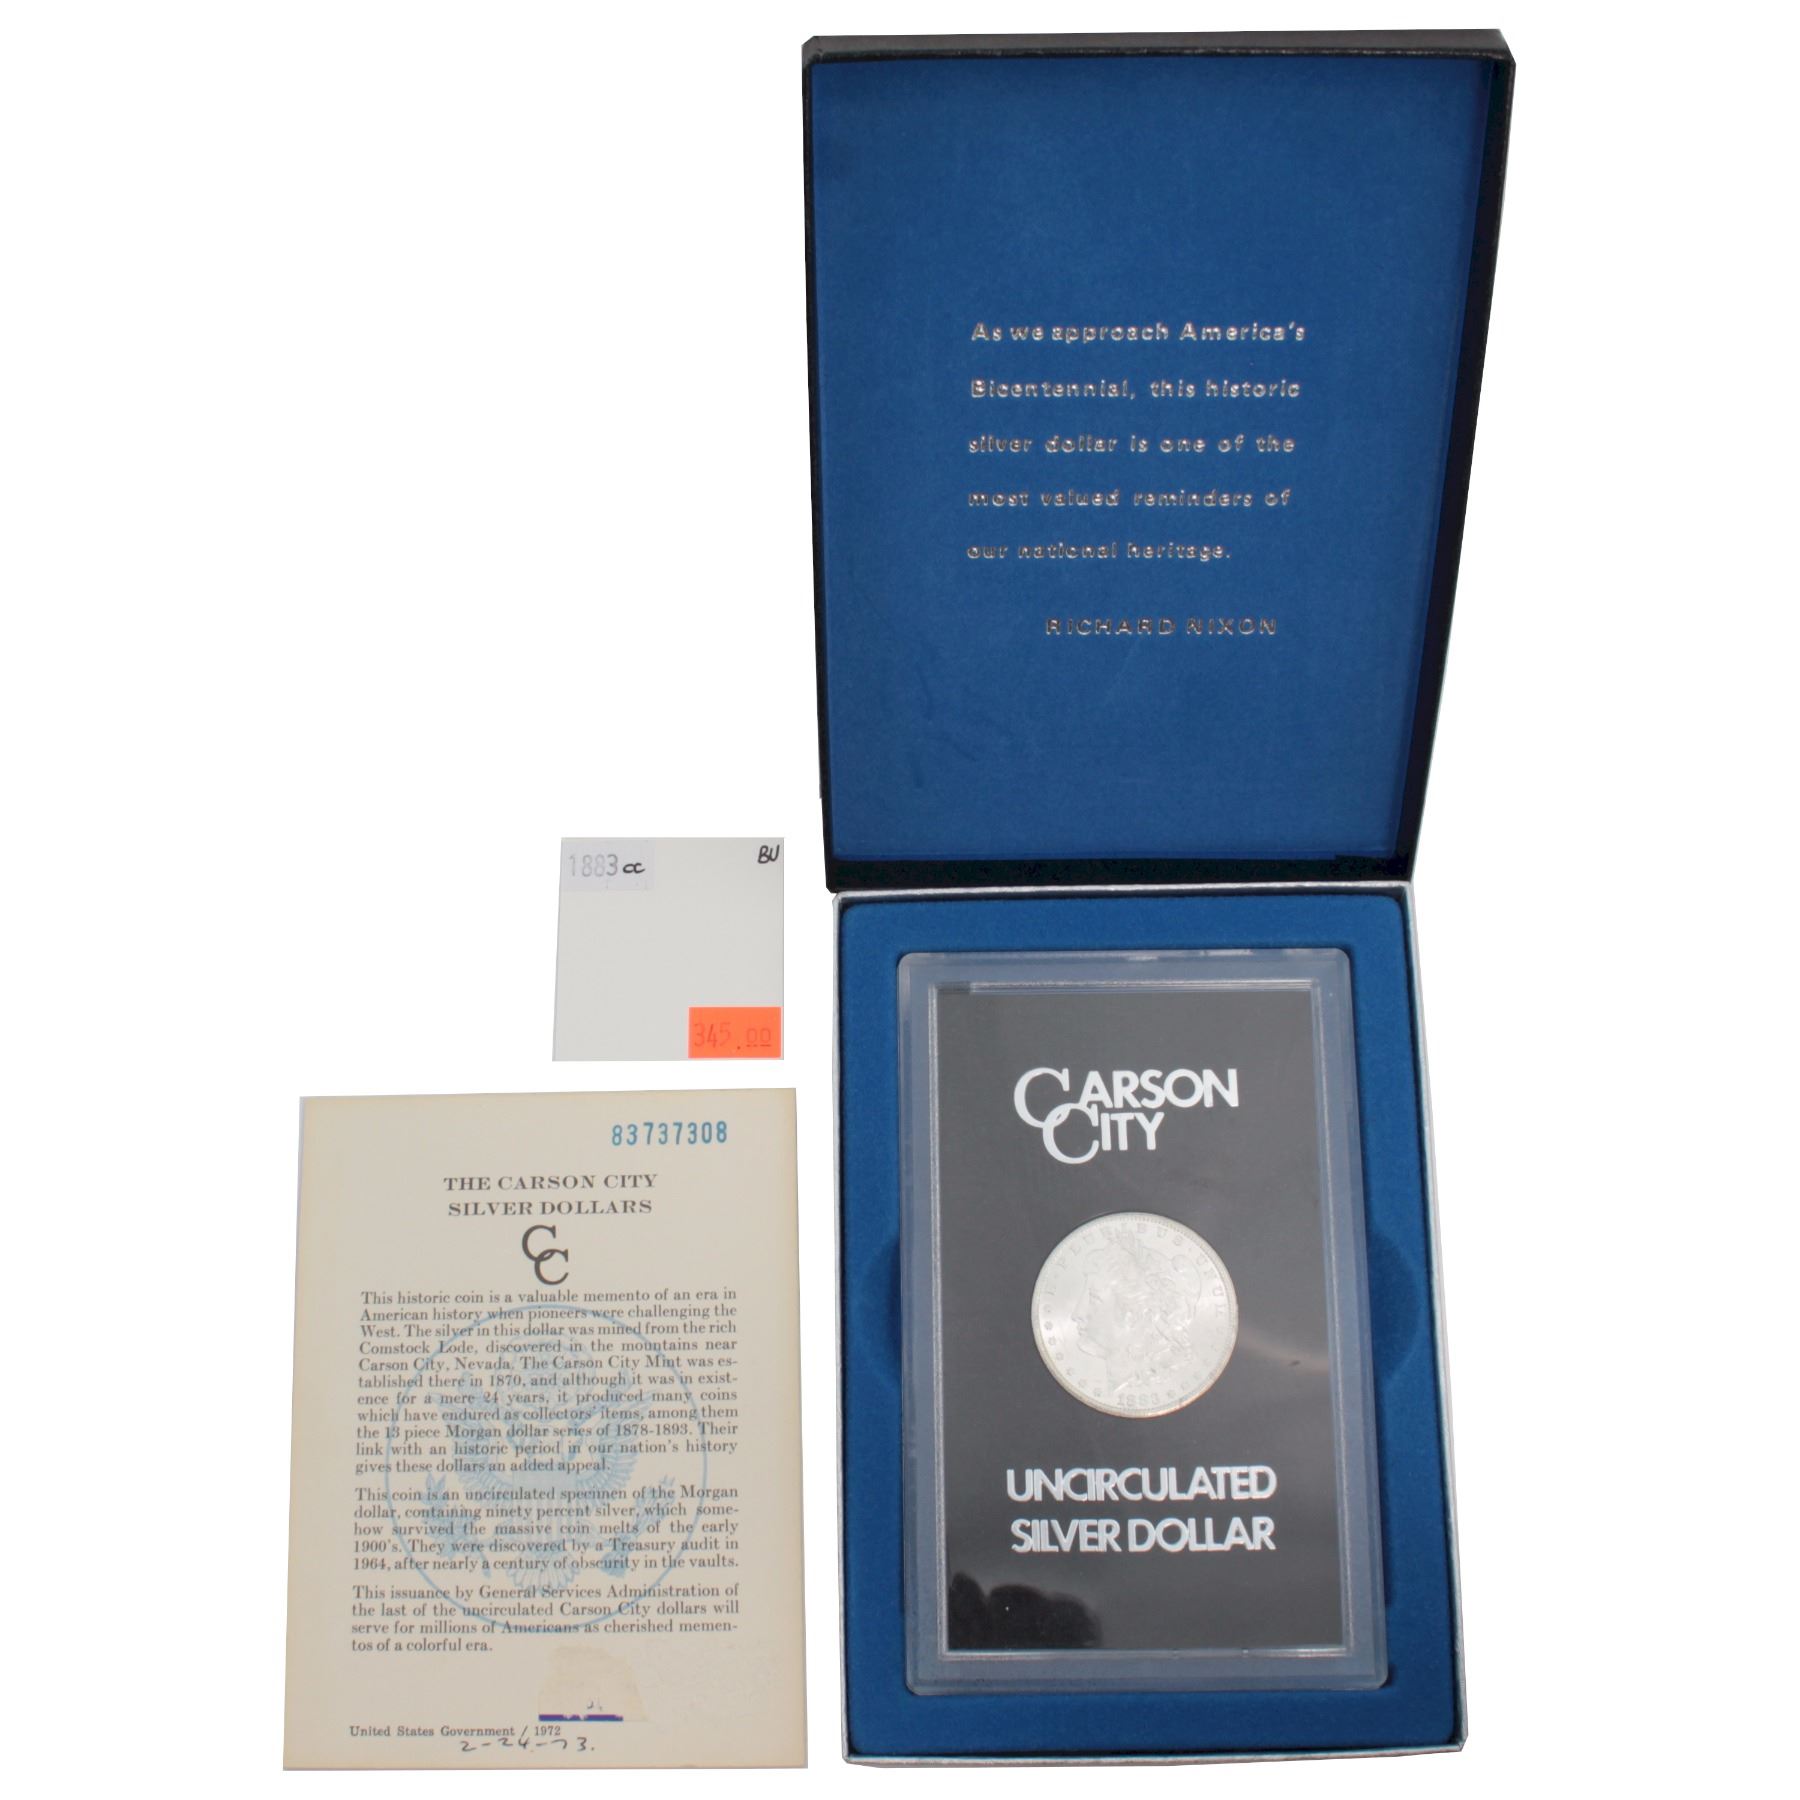 As we approach America's
Bicentennial, this historic
silver dollar is one of the
most valued reminders of
our national heritage.
RICHARD NIXON
1883 CC
BU
345.00
83737308
THE CARSON CITY
SILVER DOLLARS
CC
This historic coin is a valuable memento of an era in
American history when pioneers were challenging the
West. The silver in this dollar was mined from the rich
Comstock Lode, discovered in the mountains near
Carson City, Nevada. The Carson City Mint was es-
tablished there in 1870, and although it was in exist-
ence for a mere 24 years, it produced many coins
which have endured as collectors' items, among them
the 13 piece Morgan dollar series of 1878-1893. Their
link with an historic period in our nation's history
gives these dollars an added appeal.
This coin is an uncirculated specimen of the Morgan
dollar, containing ninety percent silver, which some-
how survived the massive coin melts of the early
1900's. They were discovered by a Treasury audit in
1964, after nearly a century of obscurity in the vaults.
This issuance by General Services Administration of
the last of the uncirculated Carson City dollars will
serve for millions of Americans as cherished memen-
tos of a colorful era.
United States Government / 1972
2-24-73.
CARSON
CITY
E·PLURIBUS·UNUM
1883
UNCIRCULATED
SILVER DOLLAR